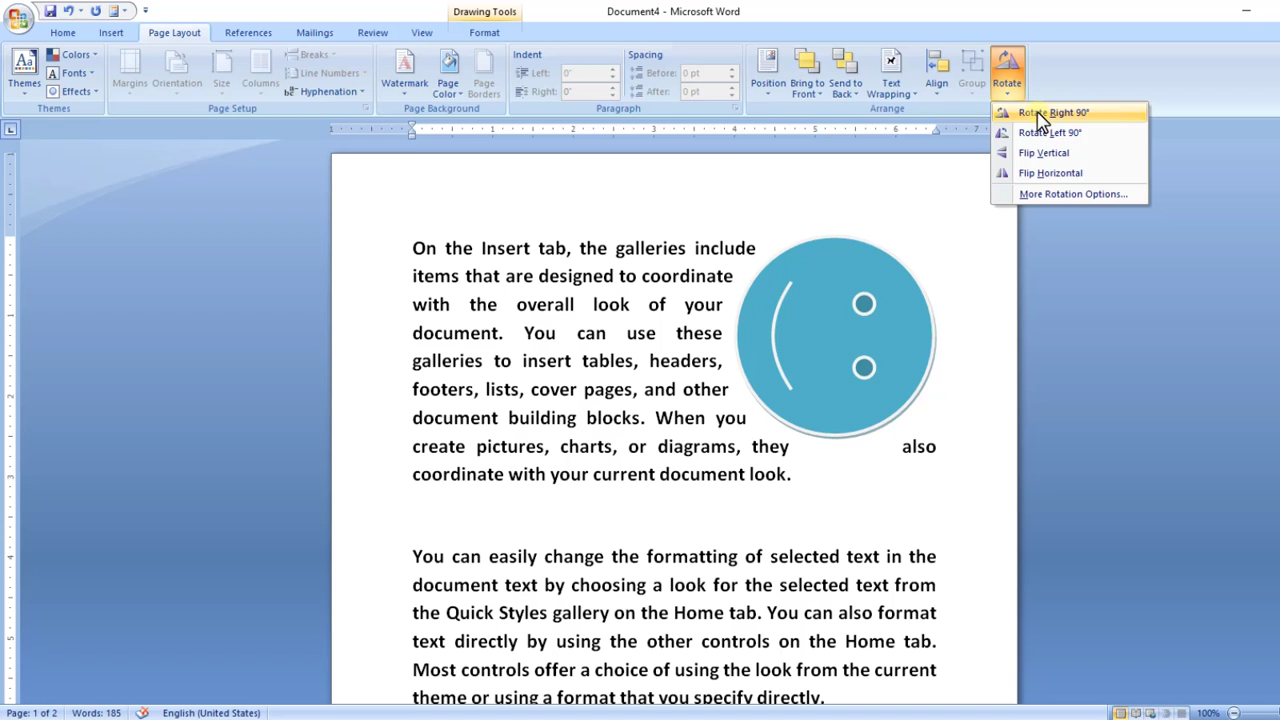 Drawing Tools
Document4 - Microsoft Word
Home Insert Page Layout References Mailings Review View Format
Themes
Colors
Fonts
Effects
Themes
Margins Orientation Size Columns
Breaks
Line Numbers
Hyphenation
Page Setup
Watermark Page Color Page Borders
Page Background
Indent
Left: 0"
Right: 0"
Spacing
Before: 0 pt
After: 0 pt
Paragraph
Position Bring to Front Send to Back Text Wrapping Align Group Rotate
Arrange
Rotate Right 90°
Rotate Left 90°
Flip Vertical
Flip Horizontal
More Rotation Options...
1 1 2 3 4 5 6 7
On the Insert tab, the galleries include
items that are designed to coordinate
with the overall look of your
document. You can use these
galleries to insert tables, headers,
footers, lists, cover pages, and other
document building blocks. When you
create pictures, charts, or diagrams, they also
coordinate with your current document look.
You can easily change the formatting of selected text in the
document text by choosing a look for the selected text from
the Quick Styles gallery on the Home tab. You can also format
text directly by using the other controls on the Home tab.
Most controls offer a choice of using the look from the current
theme or using a format that you specify directly.
Page: 1 of 2 Words: 185 English (United States) 100%